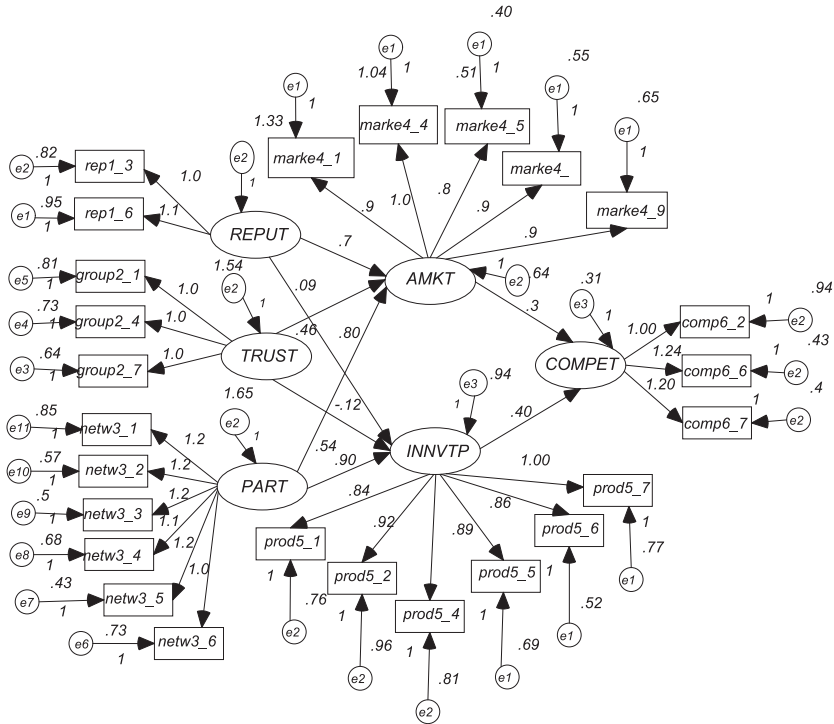 .40
e1
e1
1.04
1
.51
1
.55
e1
1.33
1
e1
1
.65
e1
1
marke4_4
marke4_5
marke4_1
marke4_
marke4_9
.82
e2
1
rep1_3
1.0
e2
1
.9
1.0
.8
.9
.9
.95
e1
1
rep1_6
1.1
REPUT
.7
AMKT
1
e2
.64
1.54
.09
.81
e5
1
group2_1
1.0
e2
1
.3
.31
e3
1
.94
1.00
comp6_2
1
e2
.73
e4
1
group2_4
1.0
.46
.80
TRUST
COMPET
1.24
comp6_6
1
.43
e2
.64
e3
1
group2_7
1.0
1.65
-.12
e3
.94
1
1.20
comp6_7
1
.4
e2
.85
e11
1
netw3_1
1.2
e2
1
.54
.90
INNVTP
.40
.57
e10
1
netw3_2
1.2
PART
1.00
prod5_7
.5
e9
1
netw3_3
1.2
1.1
.84
.92
.89
.86
prod5_6
1
.77
e1
.68
e8
1
netw3_4
1.2
prod5_1
1
.76
e2
prod5_2
1
.96
e2
prod5_5
1
.69
e1
1
.52
e1
.43
e7
1
netw3_5
1.0
prod5_4
1
.81
e2
.73
e6
1
netw3_6